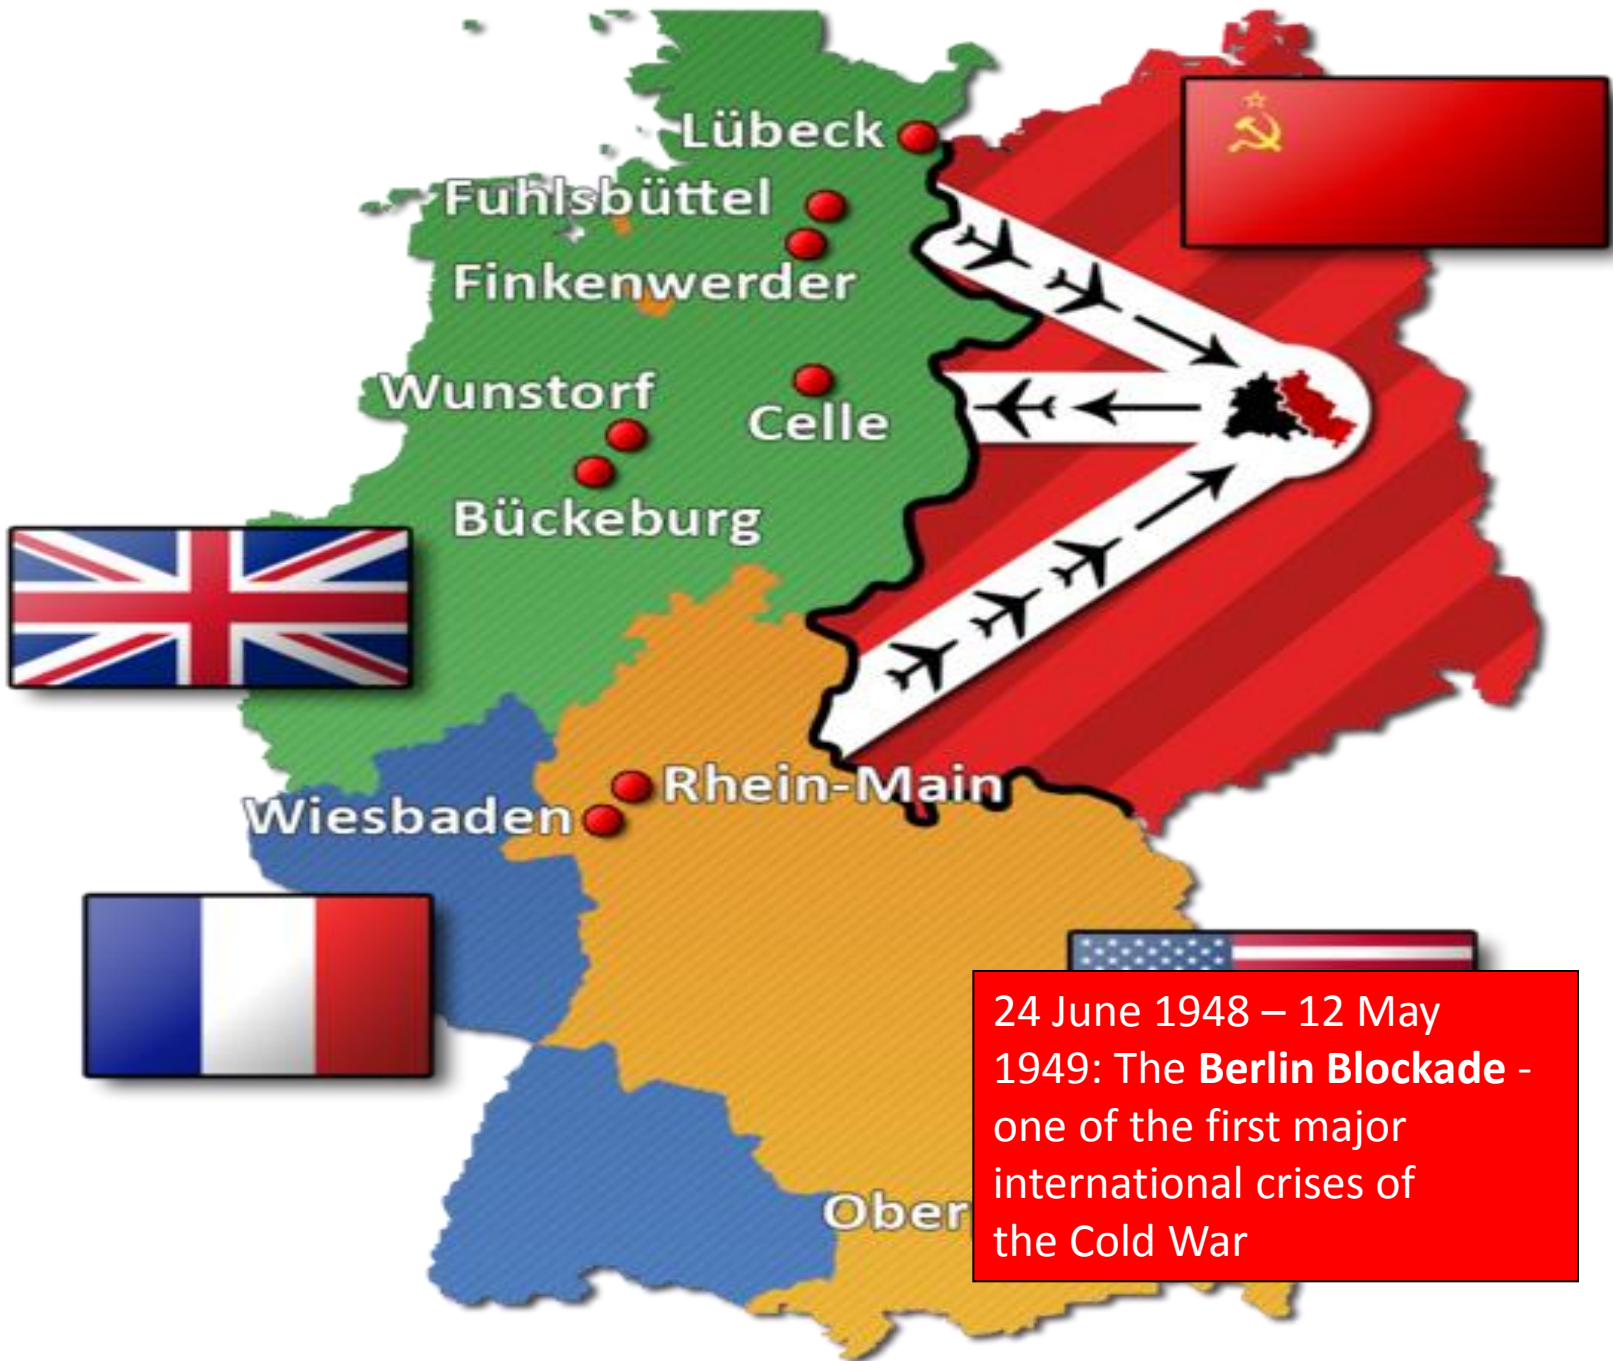 Lübeck
Fuhlsbüttel
Finkenwerder
Wunstorf
Celle
Bückeburg
Rhein-Main
Wiesbaden
Ober
24 June 1948 – 12 May
1949: The Berlin Blockade -
one of the first major
international crises of
the Cold War